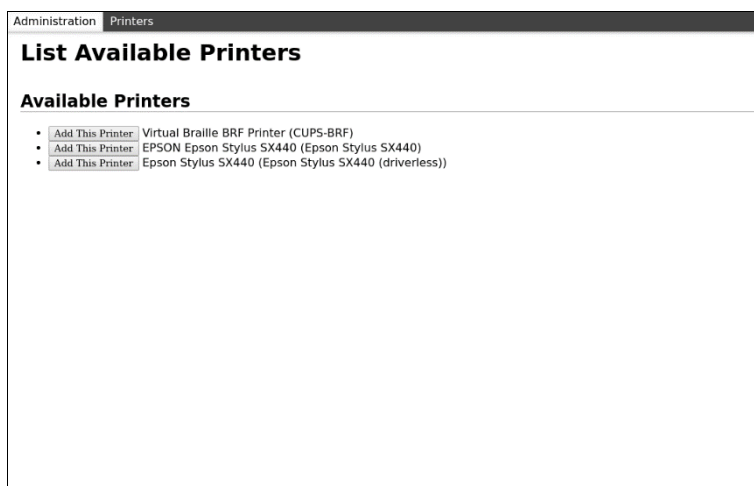 Administration Printers
List Available Printers
Available Printers
Add This Printer Virtual Braille BRF Printer (CUPS-BRF)
Add This Printer EPSON Epson Stylus SX440 (Epson Stylus SX440)
Add This Printer Epson Stylus SX440 (Epson Stylus SX440 (driverless))